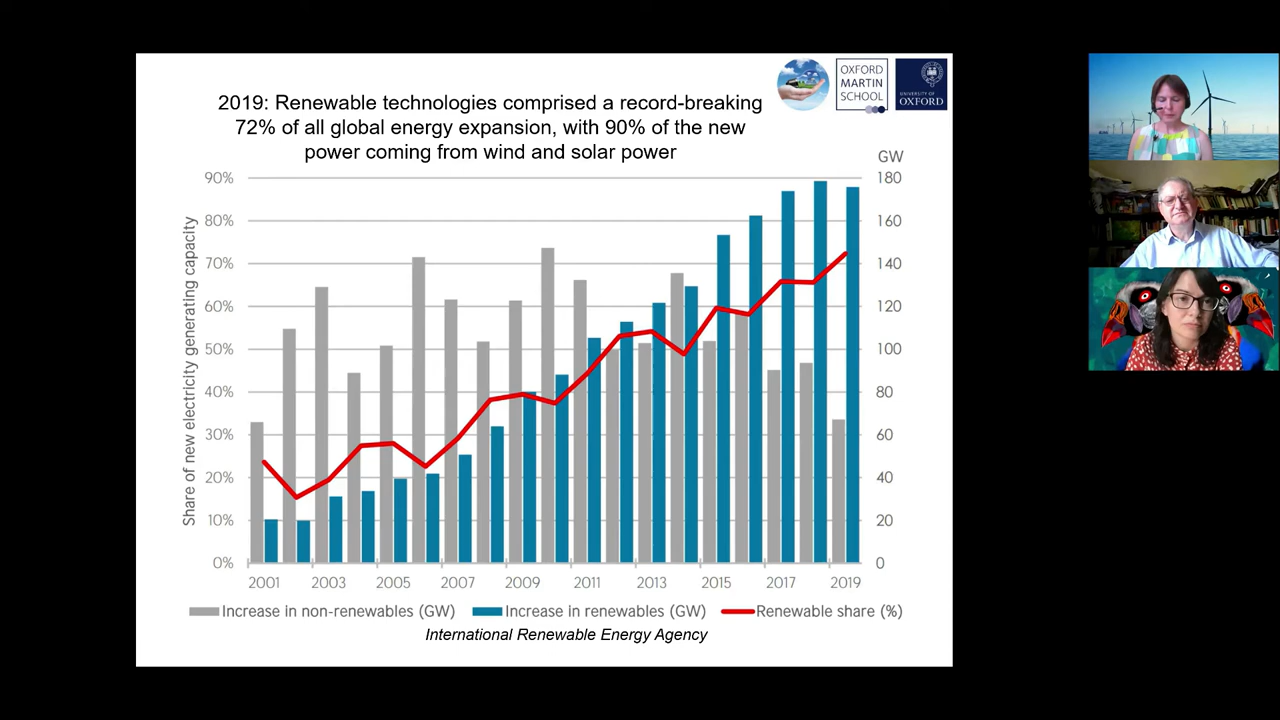 2019: Renewable technologies comprised a record-breaking
72% of all global energy expansion, with 90% of the new
power coming from wind and solar power
OXFORD
MARTIN
SCHOOL
UNIVERSITY OF
OXFORD
GW
Share of new electricity generating capacity
90%
80%
70%
60%
50%
40%
30%
20%
10%
0%
180
160
140
120
100
80
60
40
20
0
2001 2003 2005 2007 2009 2011 2013 2015 2017 2019
Increase in non-renewables (GW) Increase in renewables (GW) Renewable share (%)
International Renewable Energy Agency